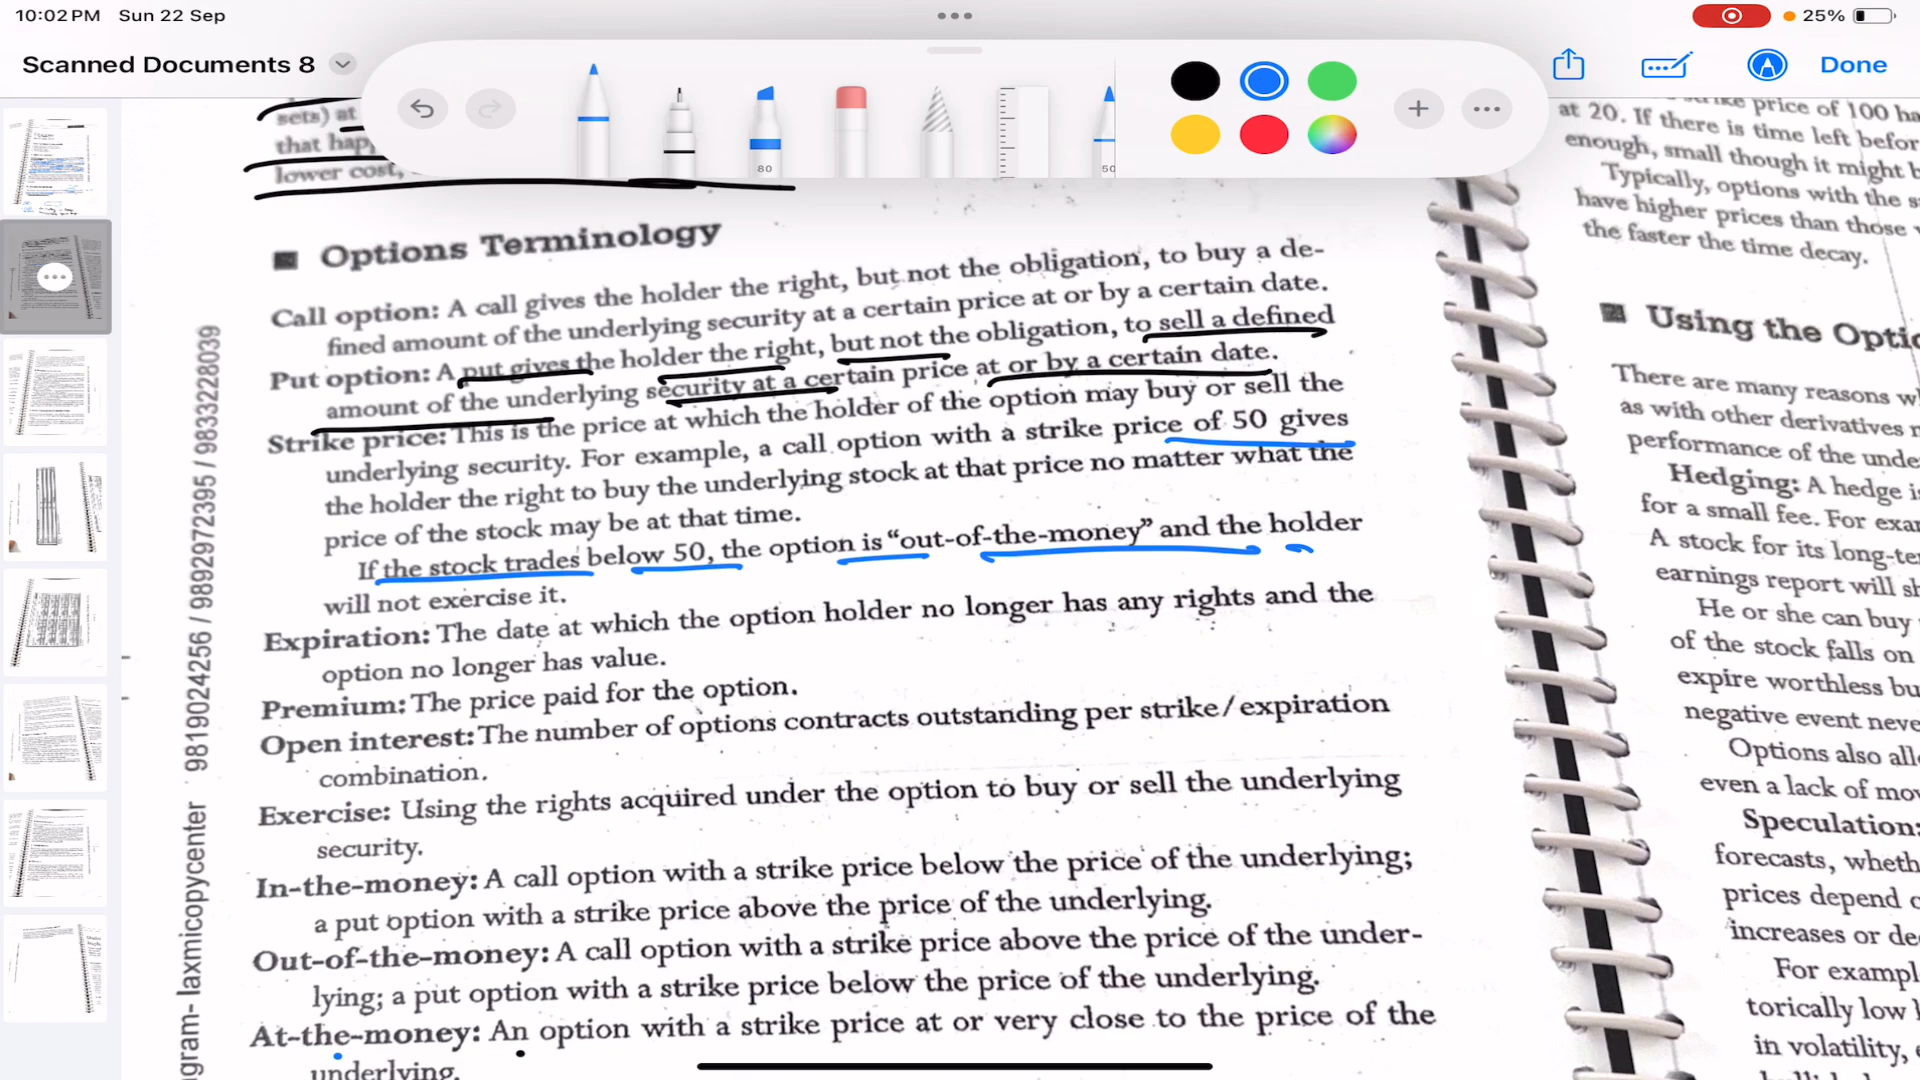 10:02 PM Sun 22 Sep
25%
Scanned Documents 8
Done
80
50
sets) at
that hap
lower cost,
Options Terminology
Call option: A call gives the holder the right, but not the obligation, to buy a de-
fined amount of the underlying security at a certain price at or by a certain date.
Put option: A put gives the holder the right, but not the obligation, to sell a defined
amount of the underlying security at a certain price at or by a certain date.
Strike price: This is the price at which the holder of the option may buy or sell the
underlying security. For example, a call option with a strike price of 50 gives
the holder the right to buy the underlying stock at that price no matter what the
price of the stock may be at that time.
If the stock trades below 50, the option is “out-of-the-money” and the holder
will not exercise it.
Expiration: The date at which the option holder no longer has any rights and the
option no longer has value.
Premium: The price paid for the option.
Open interest: The number of options contracts outstanding per strike/expiration
combination.
Exercise: Using the rights acquired under the option to buy or sell the underlying
security.
In-the-money: A call option with a strike price below the price of the underlying;
a put option with a strike price above the price of the underlying.
Out-of-the-money: A call option with a strike price above the price of the under-
lying; a put option with a strike price below the price of the underlying.
At-the-money: An option with a strike price at or very close to the price of the
underlying.
gram- laxmicopycenter 9819024256 / 9892972395 / 9833228039
price of 100 ha
at 20. If there is time left befor
enough, small though it might b
Typically, options with the s
have higher prices than those
the faster the time decay.
Using the Optio
There are many reasons w
as with other derivatives
performance of the unde
Hedging: A hedge i
for a small fee. For exa
A stock for its long-te
earnings report will sh
He or she can buy
of the stock falls on
expire worthless bu
negative event neve
Options also all
even a lack of mo
Speculation:
forecasts, wheth
prices depend o
increases or de
For exampl
torically low
in volatility,